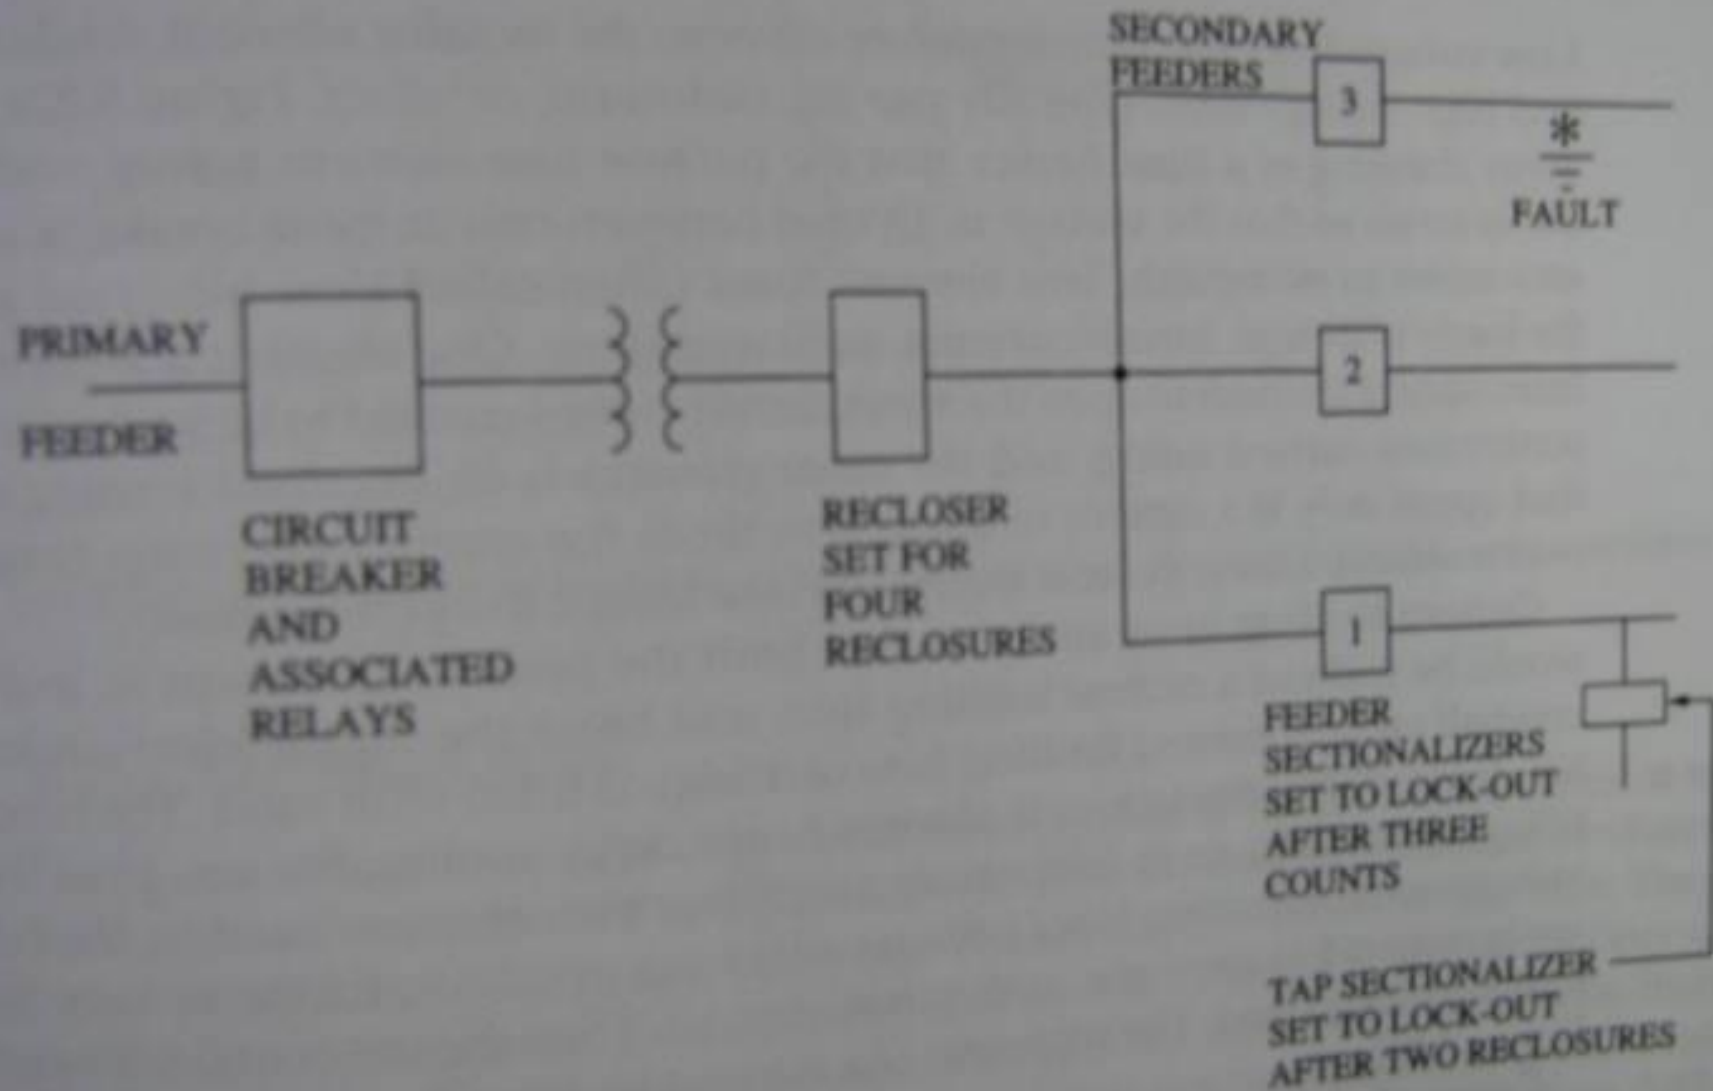 SECONDARY
FEEDERS
3
FAULT
PRIMARY
FEEDER
2
CIRCUIT
BREAKER
AND
ASSOCIATED
RELAYS
RECLOSER
SET FOR
FOUR
RECLOSURES
1
FEEDER
SECTIONALIZERS
SET TO LOCK-OUT
AFTER THREE
COUNTS
TAP SECTIONALIZER
SET TO LOCK-OUT
AFTER TWO RECLOSURES